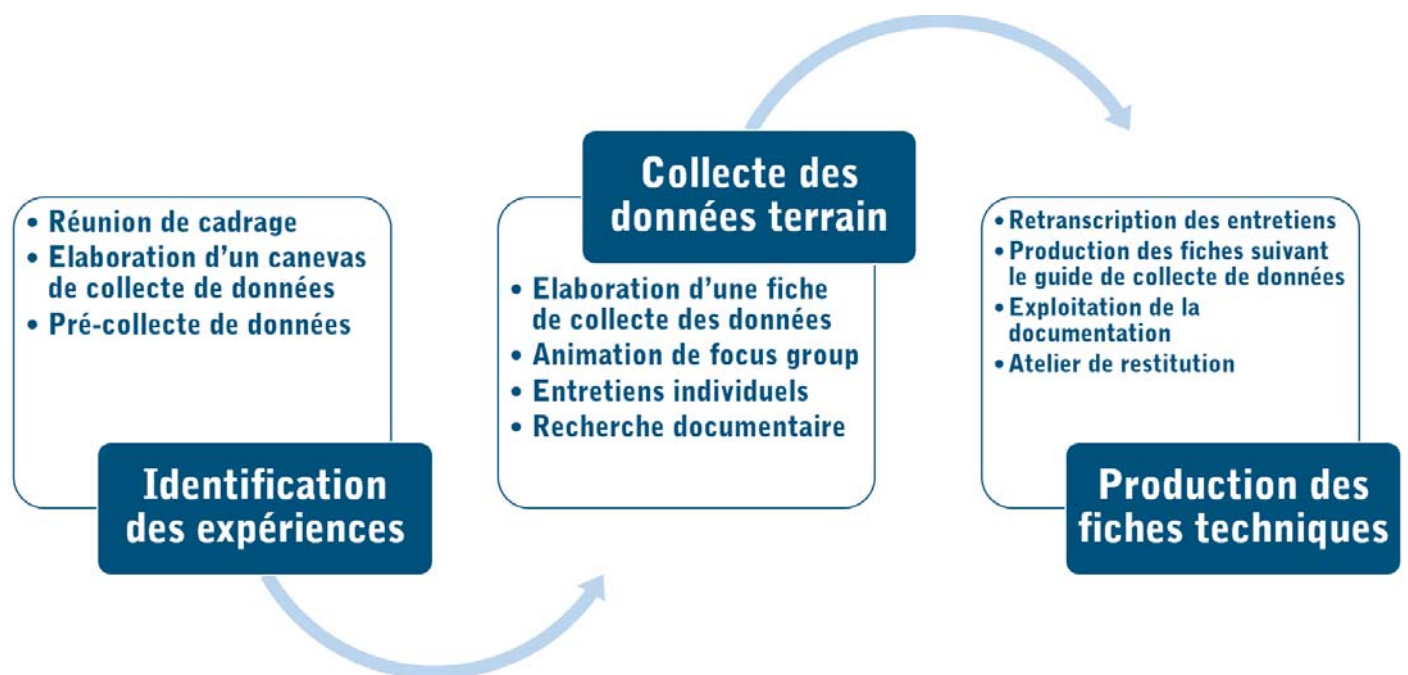 • Réunion de cadrage
• Elaboration d'un canevas
de collecte de données
• Pré-collecte de données
Identification
des expériences
Collecte des
données terrain
• Elaboration d'une fiche
de collecte des données
• Animation de focus group
• Entretiens individuels
• Recherche documentaire
• Retranscription des entretiens
• Production des fiches suivant
le guide de collecte de données
• Exploitation de la
documentation
• Atelier de restitution
Production des
fiches techniques